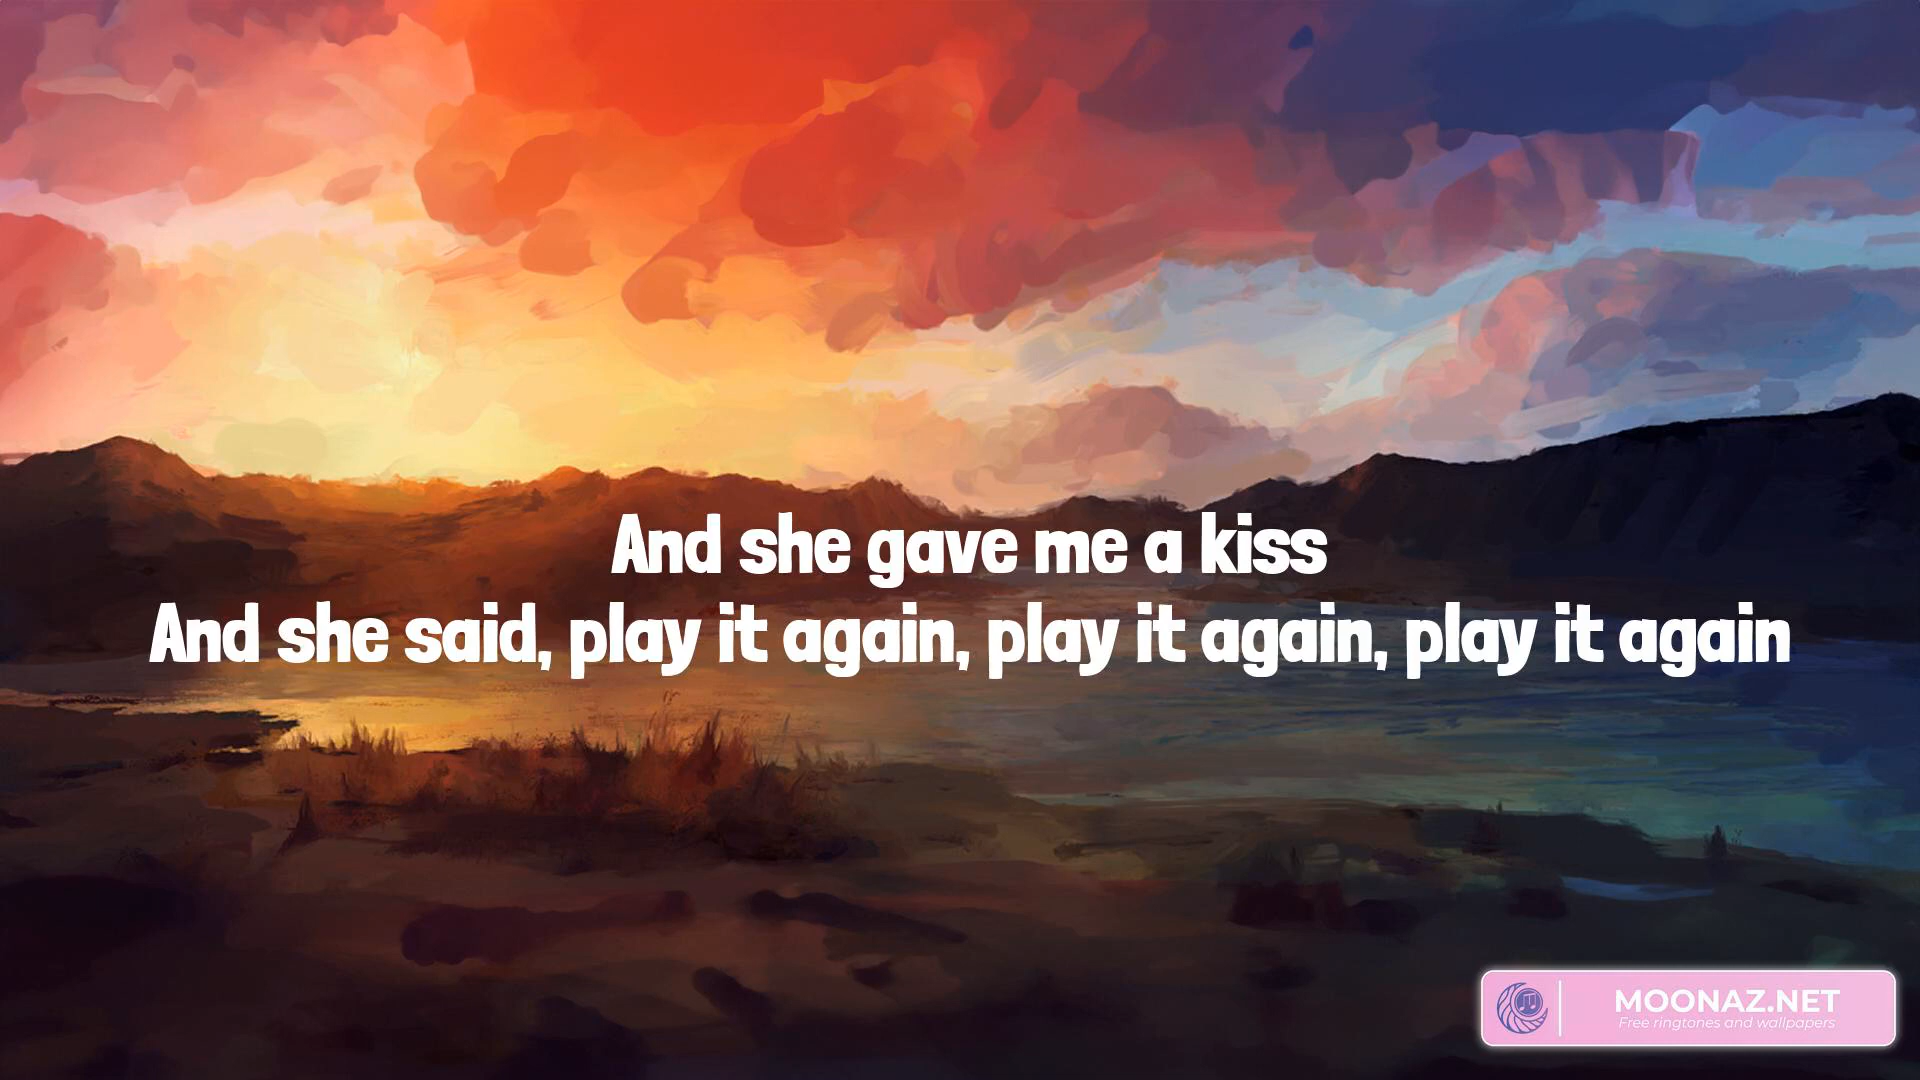 And she gave me a kiss
And she said, play it again, play it again, play it again
MOONAZ.NET
Free ringtones and wallpapers